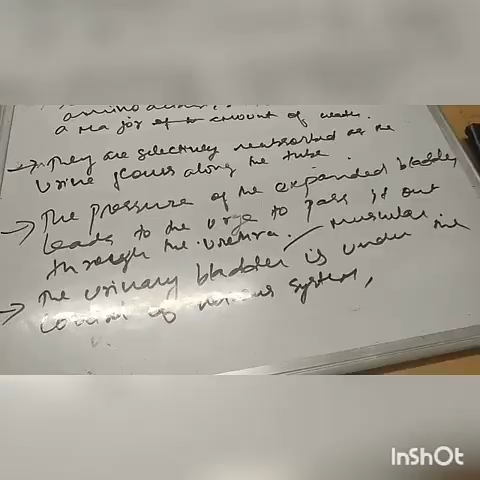 amino acids,
a major amount of water.
→ They are selectively reabsorbed as the
urine flows along the tube.
→ The pressure of the expanded bladder
leads to the urge to pass it out
through the urethra.
→ The urinary bladder is muscular under the
control of nervous system,
InShOt